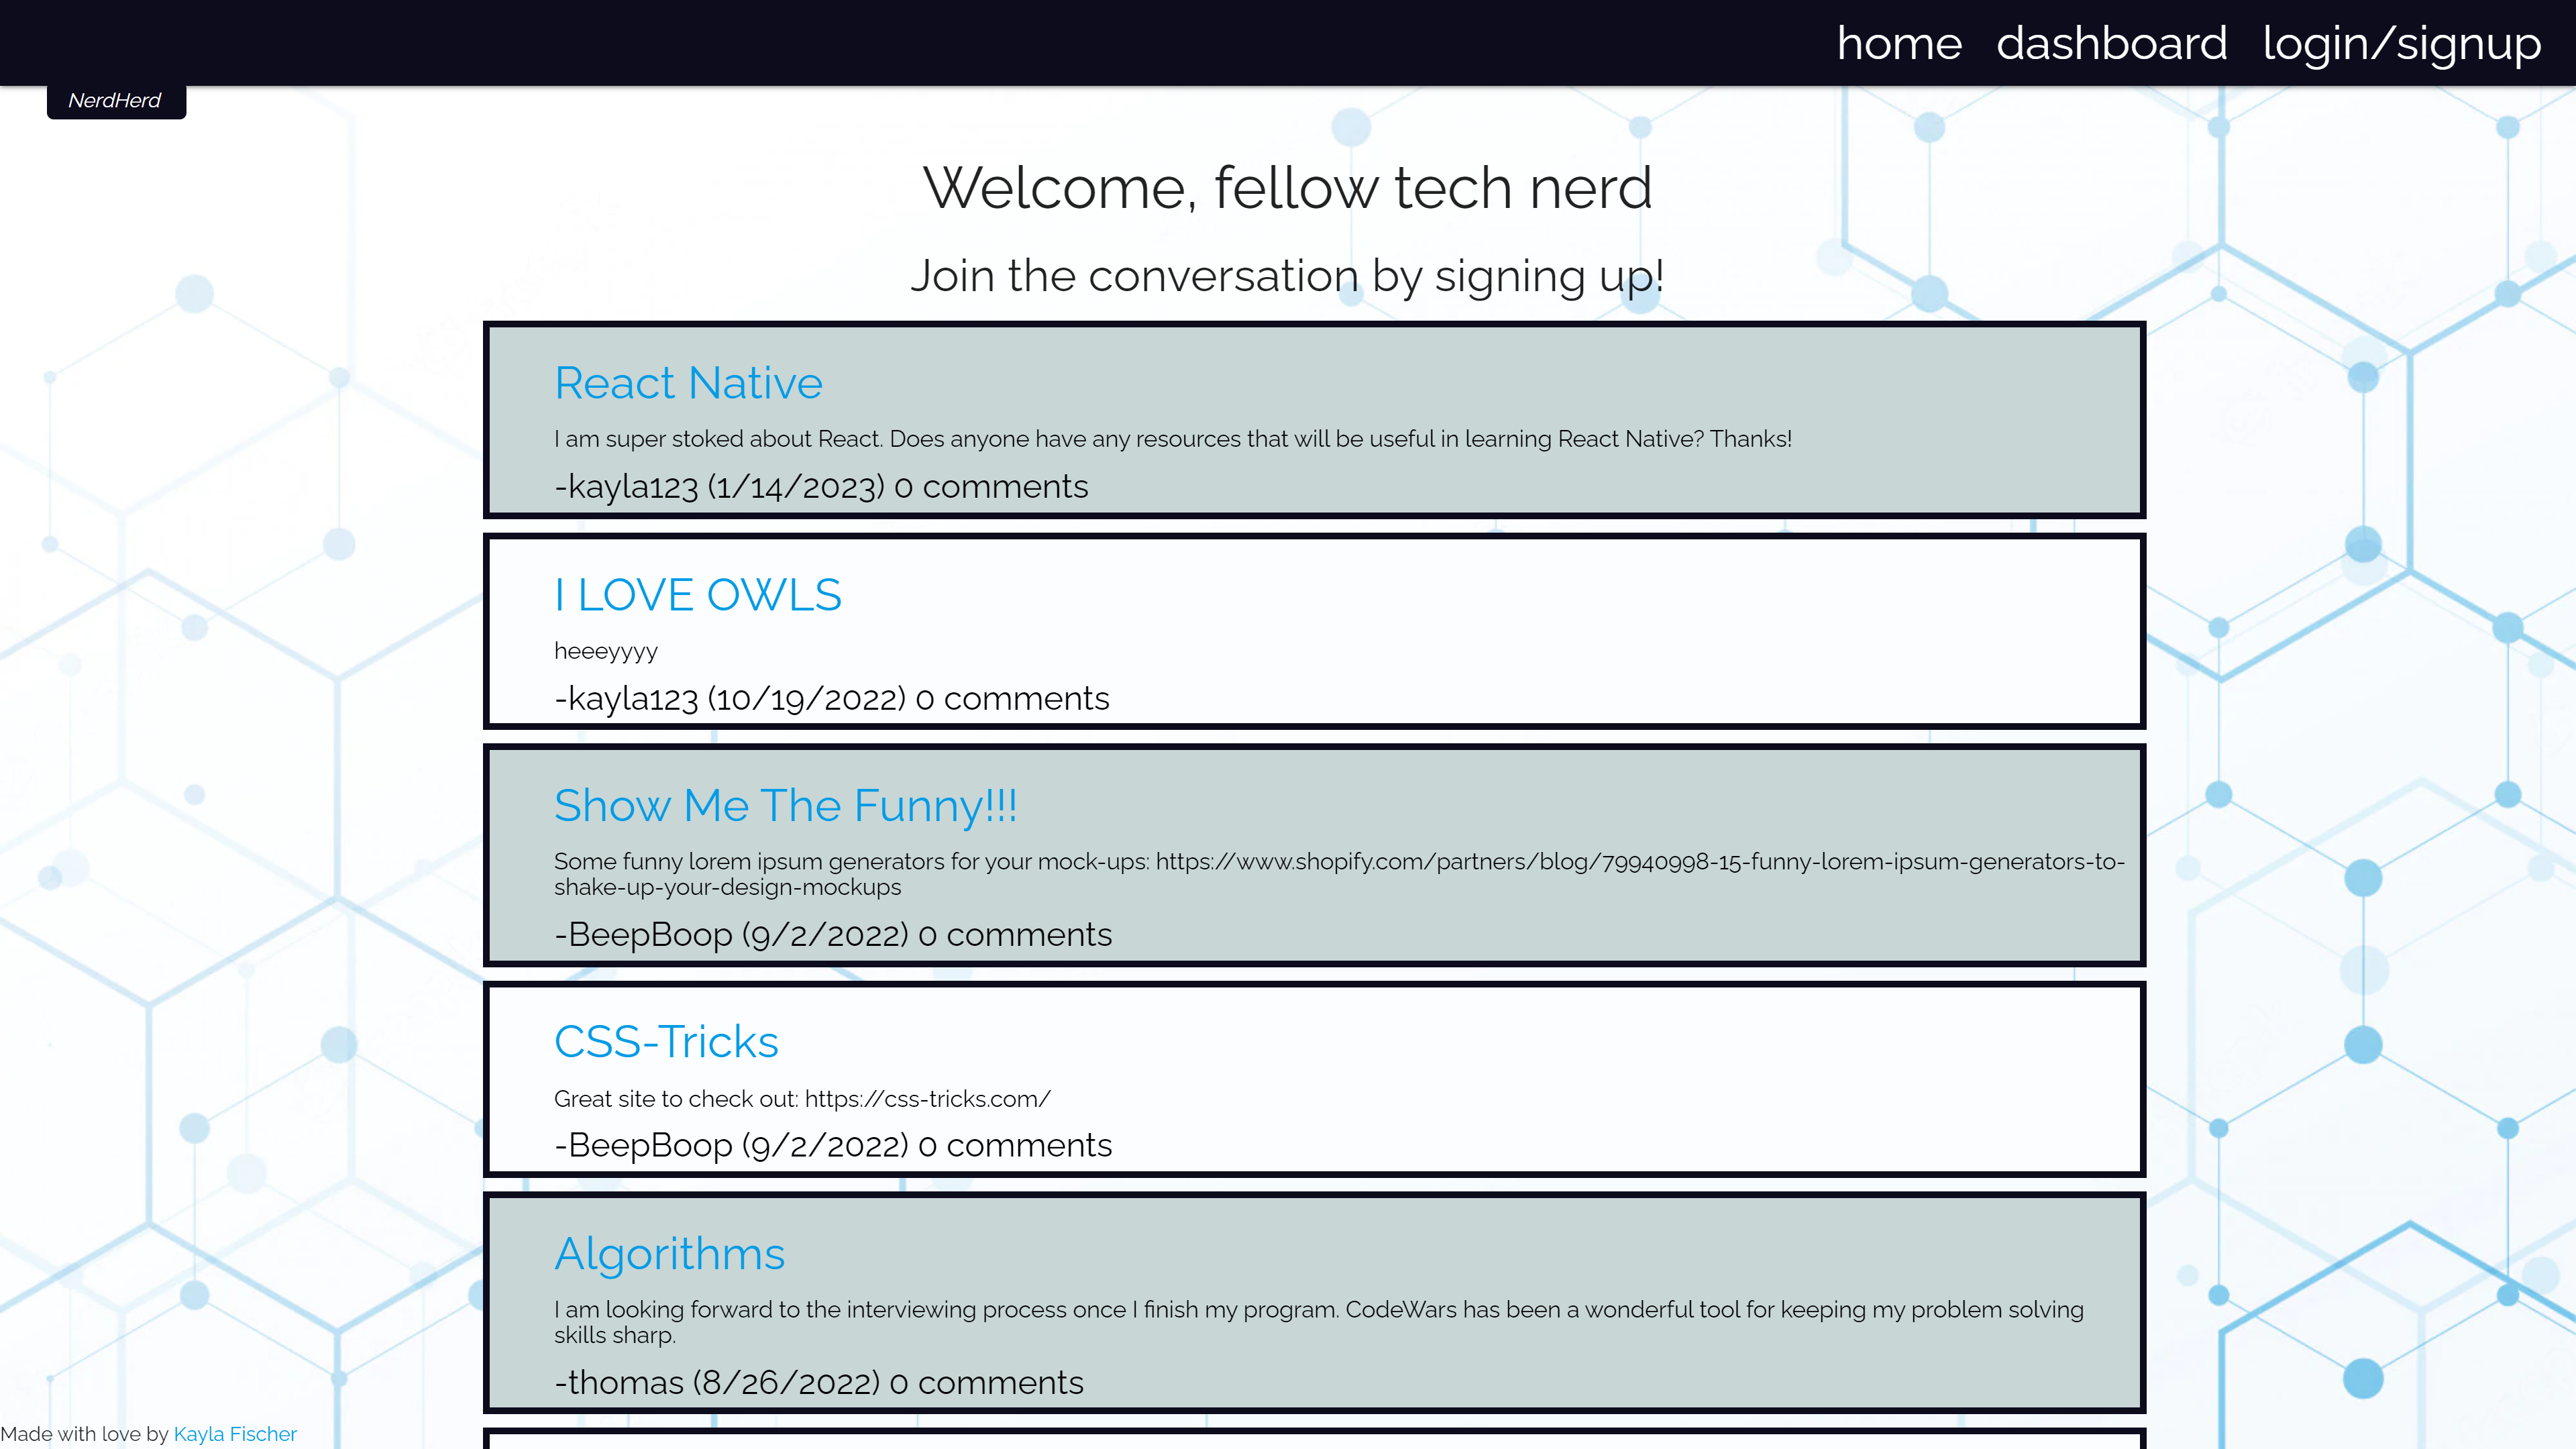 home dashboard login/signup
NerdHerd
Welcome, fellow tech nerd
Join the conversation by signing up!
React Native
I am super stoked about React. Does anyone have any resources that will be useful in learning React Native? Thanks!
-kayla123 (1/14/2023) 0 comments
I LOVE OWLS
heeeyyyy
-kayla123 (10/19/2022) 0 comments
Show Me The Funny!!!
Some funny lorem ipsum generators for your mock-ups: https://www.shopify.com/partners/blog/79940998-15-funny-lorem-ipsum-generators-to-
shake-up-your-design-mockups
-BeepBoop (9/2/2022) 0 comments
CSS-Tricks
Great site to check out: https://css-tricks.com/
-BeepBoop (9/2/2022) 0 comments
Algorithms
I am looking forward to the interviewing process once I finish my program. CodeWars has been a wonderful tool for keeping my problem solving
skills sharp.
-thomas (8/26/2022) 0 comments
Made with love by Kayla Fischer